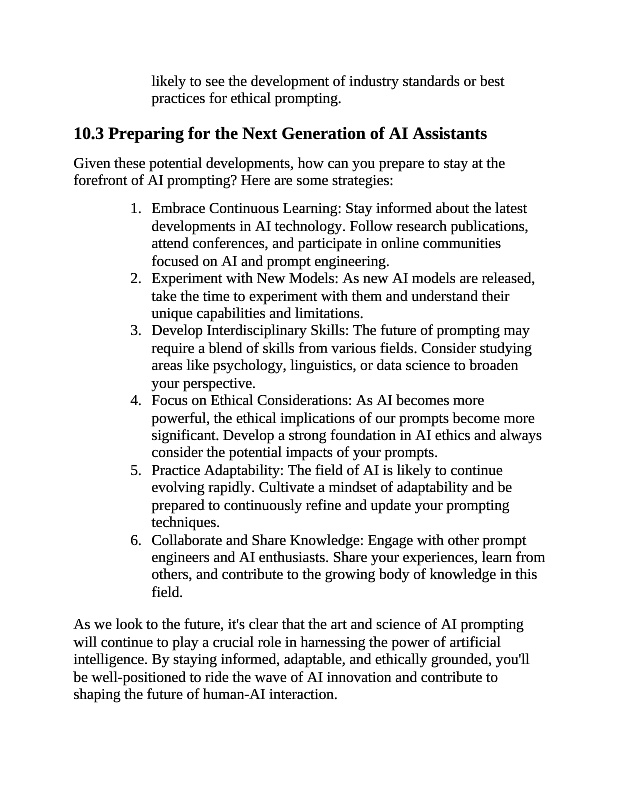 likely to see the development of industry standards or best
practices for ethical prompting.
10.3 Preparing for the Next Generation of AI Assistants
Given these potential developments, how can you prepare to stay at the
forefront of AI prompting? Here are some strategies:
1. Embrace Continuous Learning: Stay informed about the latest
developments in AI technology. Follow research publications,
attend conferences, and participate in online communities
focused on AI and prompt engineering.
2. Experiment with New Models: As new AI models are released,
take the time to experiment with them and understand their
unique capabilities and limitations.
3. Develop Interdisciplinary Skills: The future of prompting may
require a blend of skills from various fields. Consider studying
areas like psychology, linguistics, or data science to broaden
your perspective.
4. Focus on Ethical Considerations: As AI becomes more
powerful, the ethical implications of our prompts become more
significant. Develop a strong foundation in AI ethics and always
consider the potential impacts of your prompts.
5. Practice Adaptability: The field of AI is likely to continue
evolving rapidly. Cultivate a mindset of adaptability and be
prepared to continuously refine and update your prompting
techniques.
6. Collaborate and Share Knowledge: Engage with other prompt
engineers and AI enthusiasts. Share your experiences, learn from
others, and contribute to the growing body of knowledge in this
field.
As we look to the future, it's clear that the art and science of AI prompting
will continue to play a crucial role in harnessing the power of artificial
intelligence. By staying informed, adaptable, and ethically grounded, you'll
be well-positioned to ride the wave of AI innovation and contribute to
shaping the future of human-AI interaction.